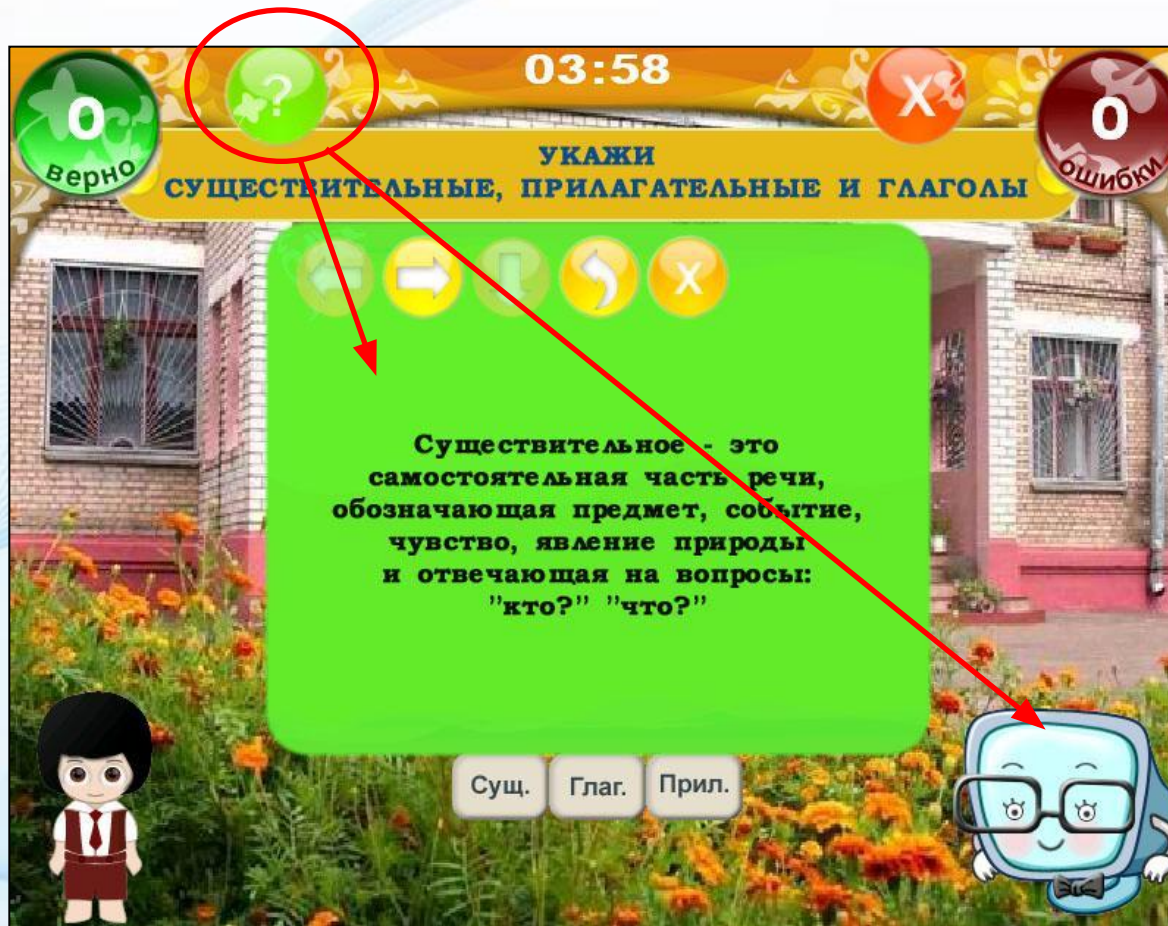 03:58
0
верно
?
X
0
ошибки
УКАЖИ
СУЩЕСТВИТЕЛЬНЫЕ, ПРИЛАГАТЕЛЬНЫЕ И ГЛАГОЛЫ
X
Существительное - это
самостоятельная часть речи,
обозначающая предмет, событие,
чувство, явление природы
и отвечающая на вопросы:
"кто?" "что?"
Сущ.
Глаг.
Прил.